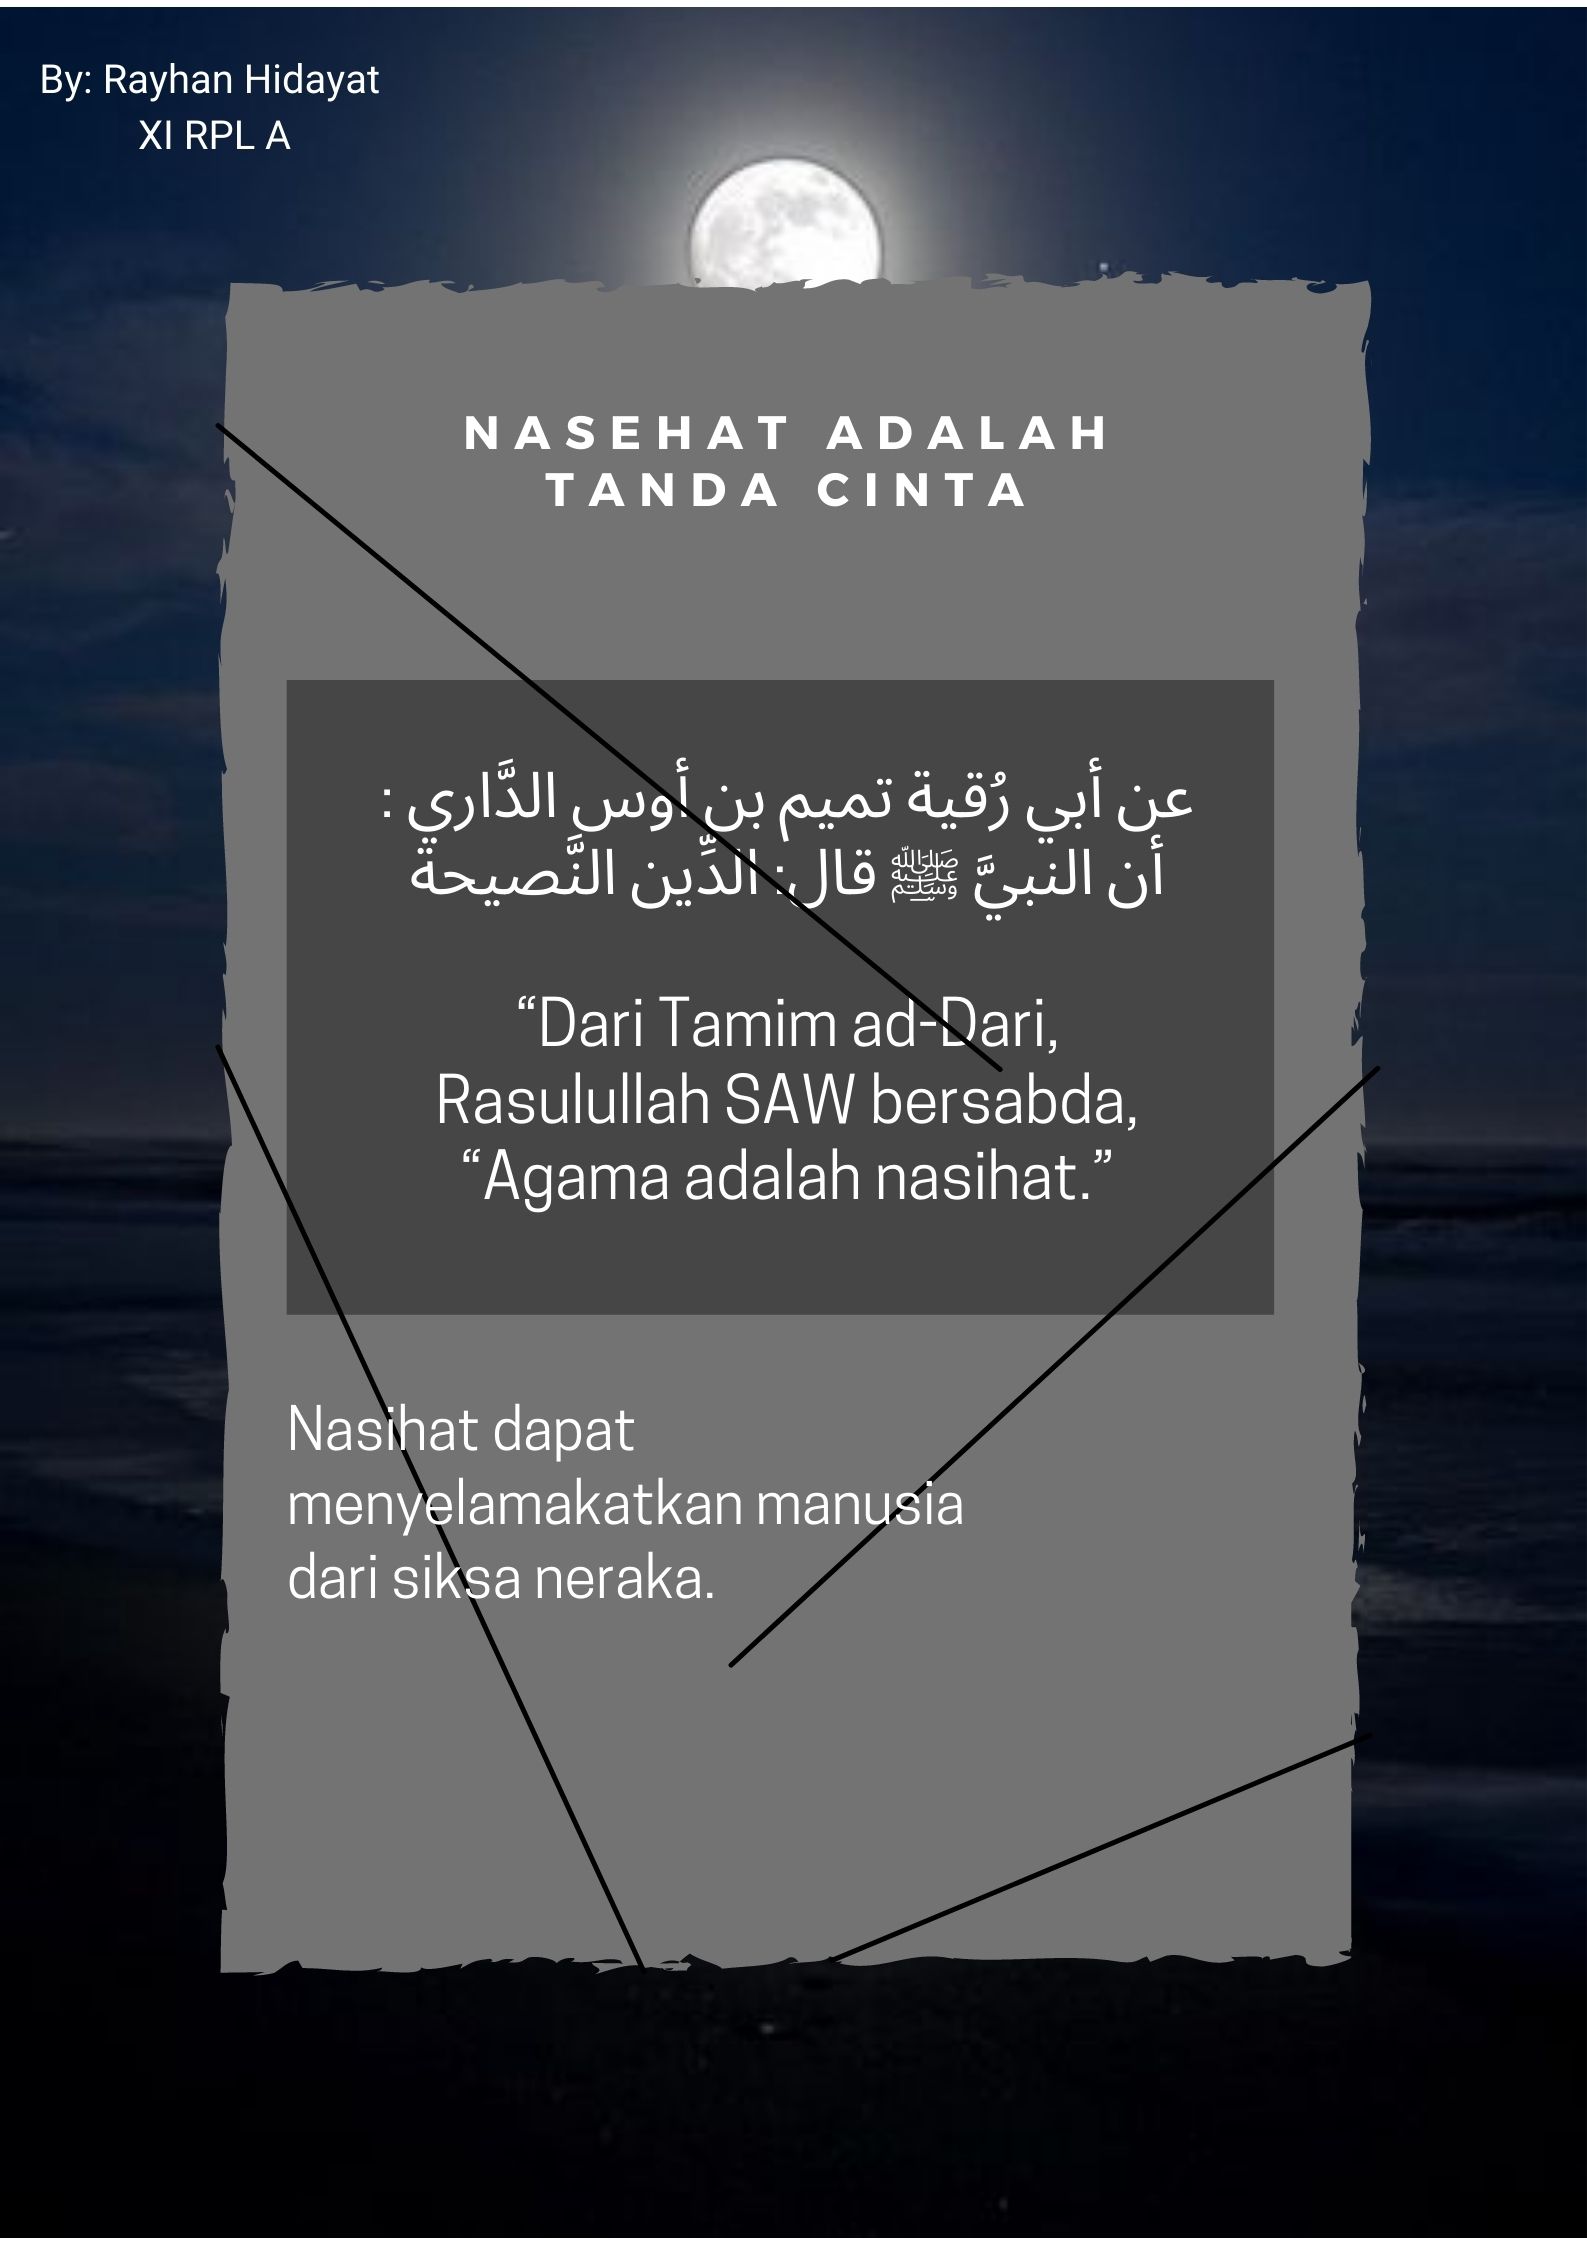 By: Rayhan Hidayat
XI RPL A
NASEHAT ADALAH
TANDA CINTA
عن أبي رُقية تميم بن أوس الدَّاري :
أن النبيَّ ﷺ قال: الدِّين النَّصيحة
“Dari Tamim ad-Dari,
Rasulullah SAW bersabda,
“Agama adalah nasihat.”
Nasihat dapat
menyelamakatkan manusia
dari siksa neraka.